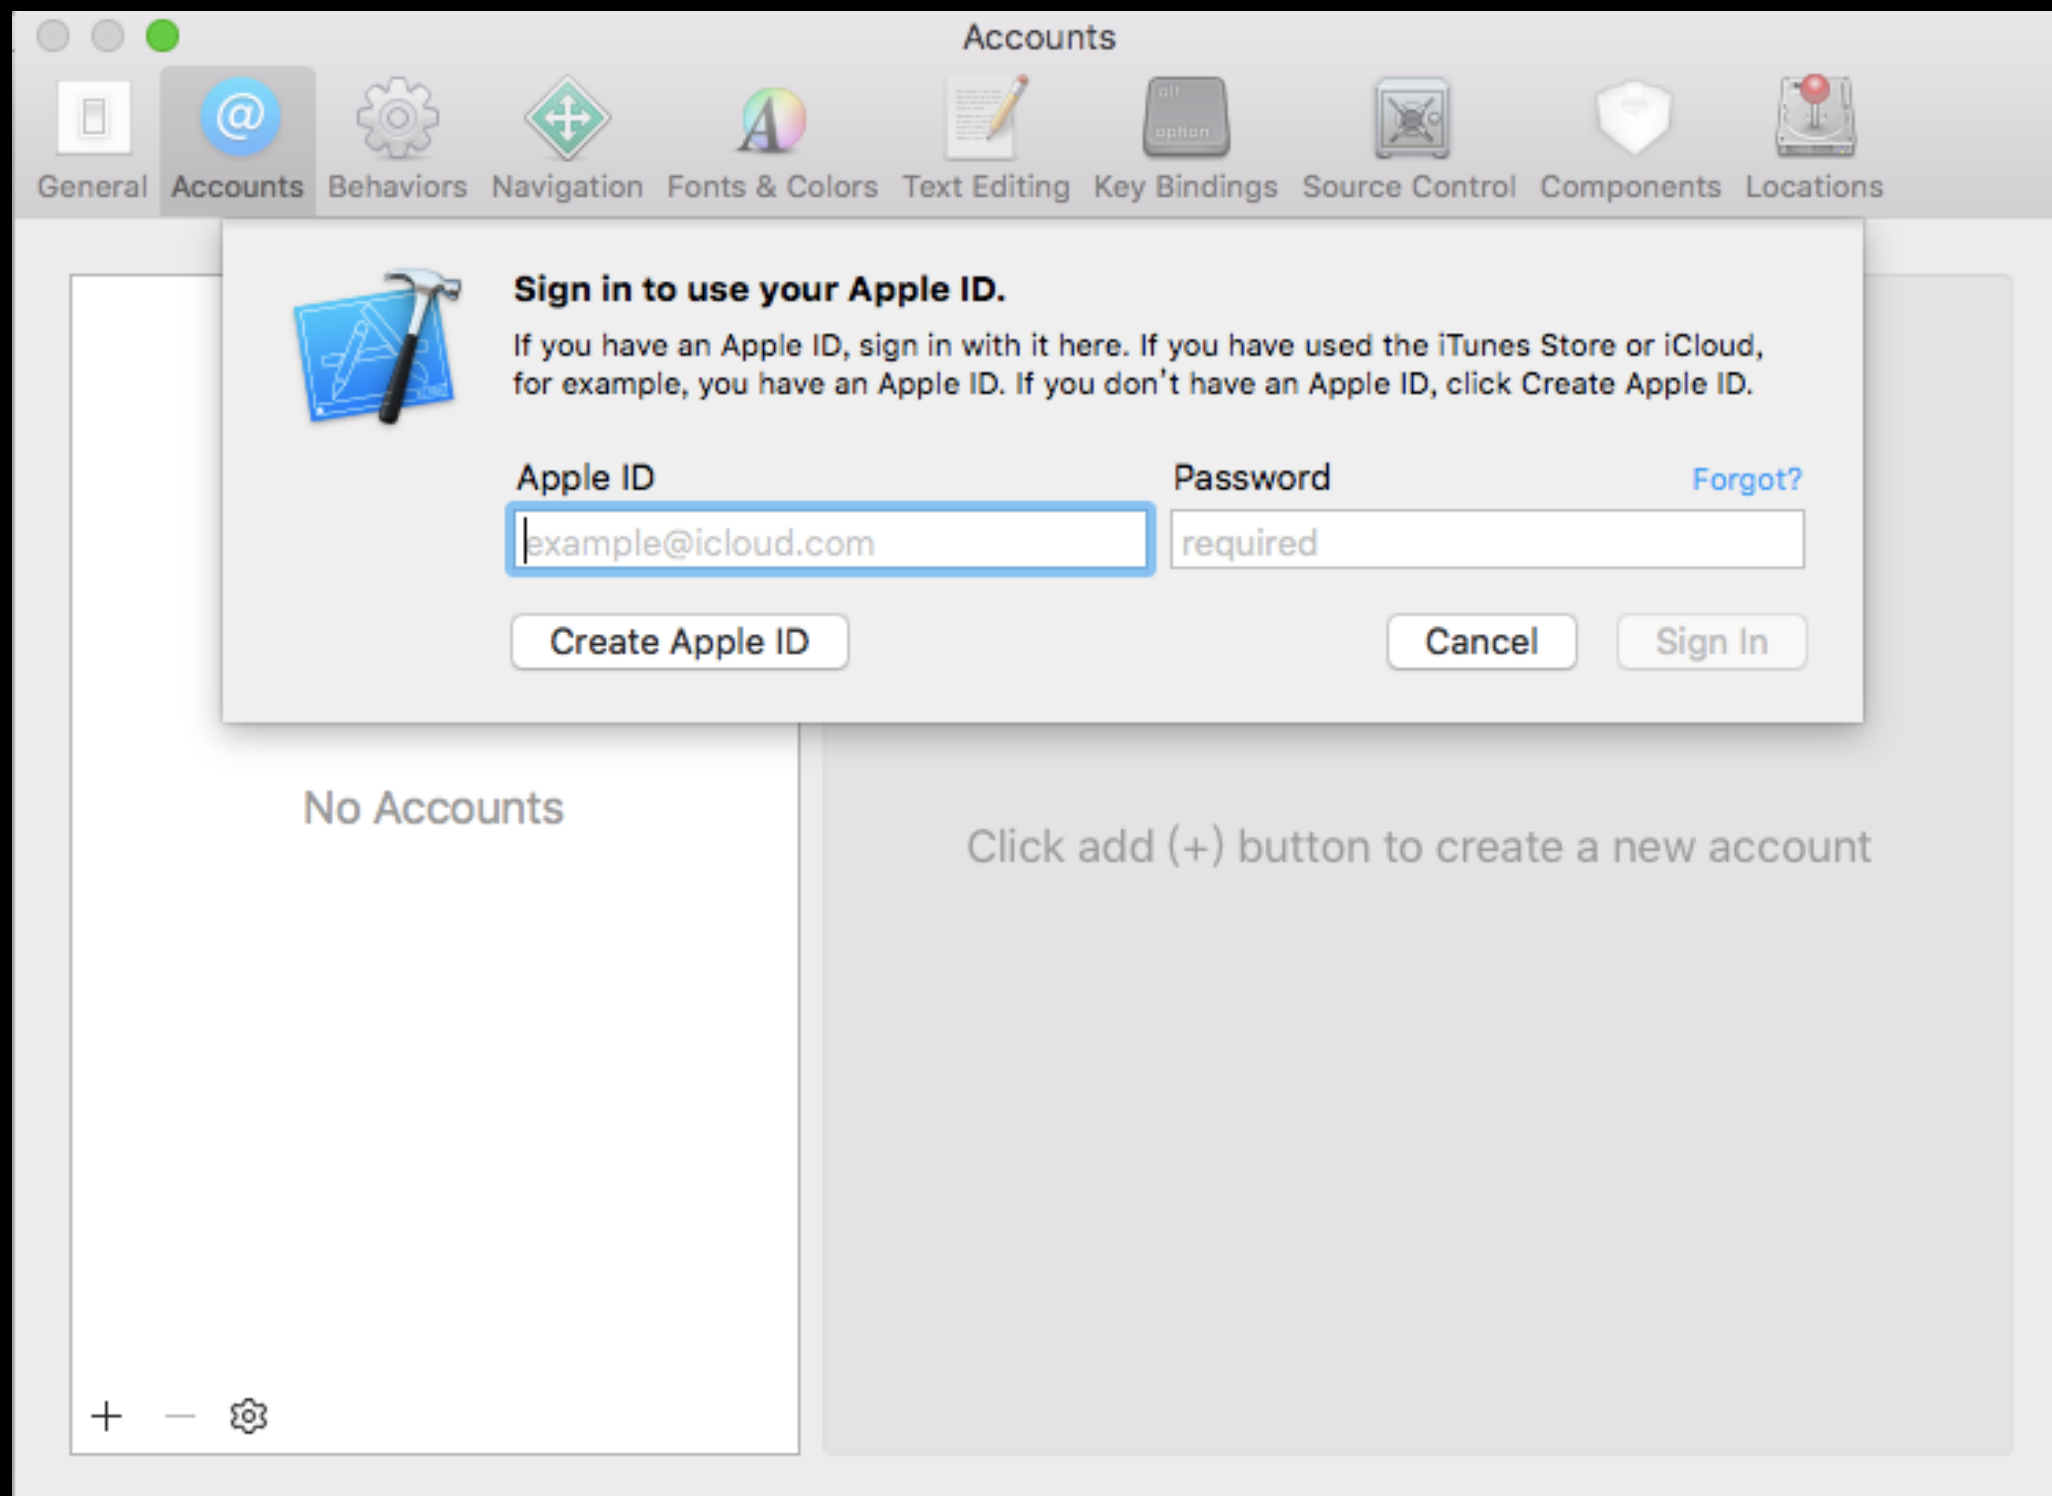 Accounts
@
alt
option
A
General Accounts Behaviors Navigation Fonts & Colors Text Editing Key Bindings Source Control Components Locations
Sign in to use your Apple ID.
If you have an Apple ID, sign in with it here. If you have used the iTunes Store or iCloud,
for example, you have an Apple ID. If you don't have an Apple ID, click Create Apple ID.
Apple ID Password Forgot?
example@icloud.com required
Create Apple ID Cancel Sign In
No Accounts
Click add (+) button to create a new account